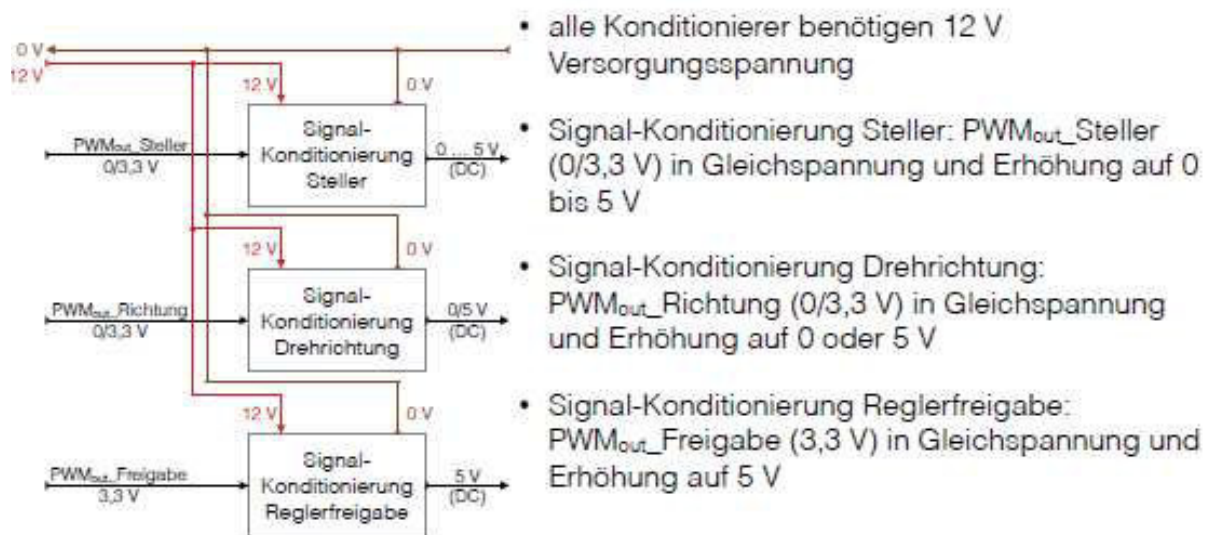 0 V
12 V
12 V
0 V
PWMout_Steller
0/3,3 V
Signal-
Konditionierung
Steller
0 ... 5 V
(DC)
12 V
0 V
PWMout_Richtung
0/3,3 V
Signal-
Konditionierung
Drehrichtung
0/5 V
(DC)
12 V
0 V
PWMout_Freigabe
3,3 V
Signal-
Konditionierung
Reglerfreigabe
5 V
(DC)
• alle Konditionierer benötigen 12 V
Versorgungsspannung
• Signal-Konditionierung Steller: PWMout_Steller
(0/3,3 V) in Gleichspannung und Erhöhung auf 0
bis 5 V
• Signal-Konditionierung Drehrichtung:
PWMout_Richtung (0/3,3 V) in Gleichspannung
und Erhöhung auf 0 oder 5 V
• Signal-Konditionierung Reglerfreigabe:
PWMout_Freigabe (3,3 V) in Gleichspannung und
Erhöhung auf 5 V